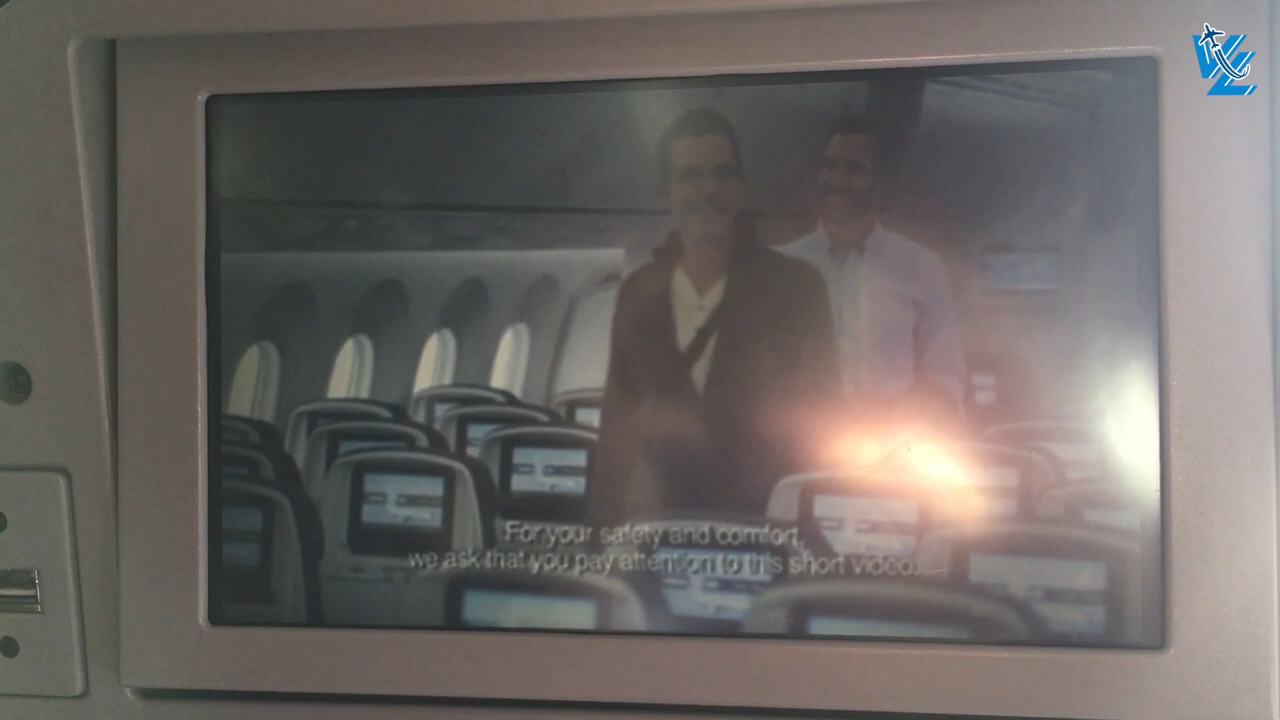 For your safety and comfort,
we ask that you pay attention to this short video.